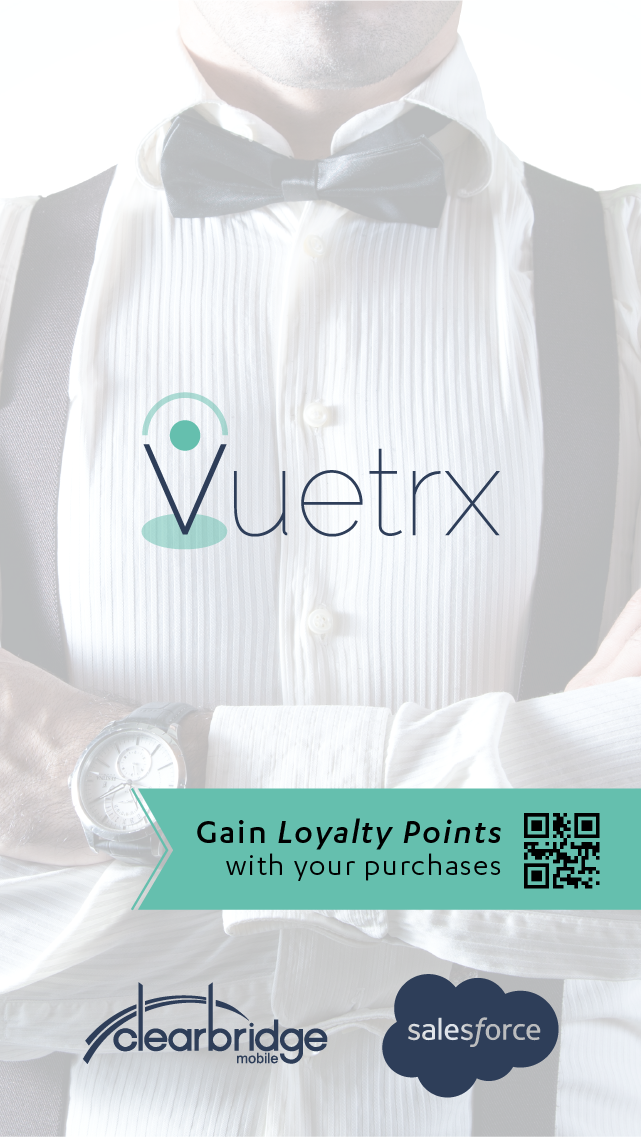 Vuetrx
Gain Loyalty Points
with your purchases
clearbridge
mobile
salesforce